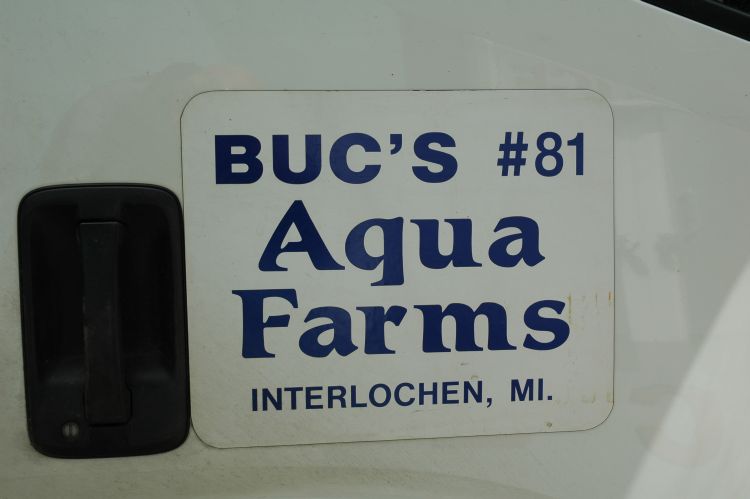 BUC'S #81
Aqua
Farms
INTERLOCHEN, MI.